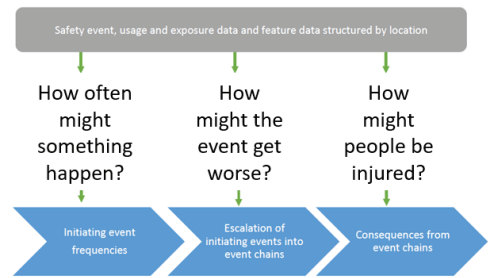 Safety event, usage and exposure data and feature data structured by location
How often
might
something
happen?
How
might the
event get
worse?
How
might
people be
injured?
Initiating event
frequencies
Escalation of
initiating events into
event chains
Consequences from
event chains